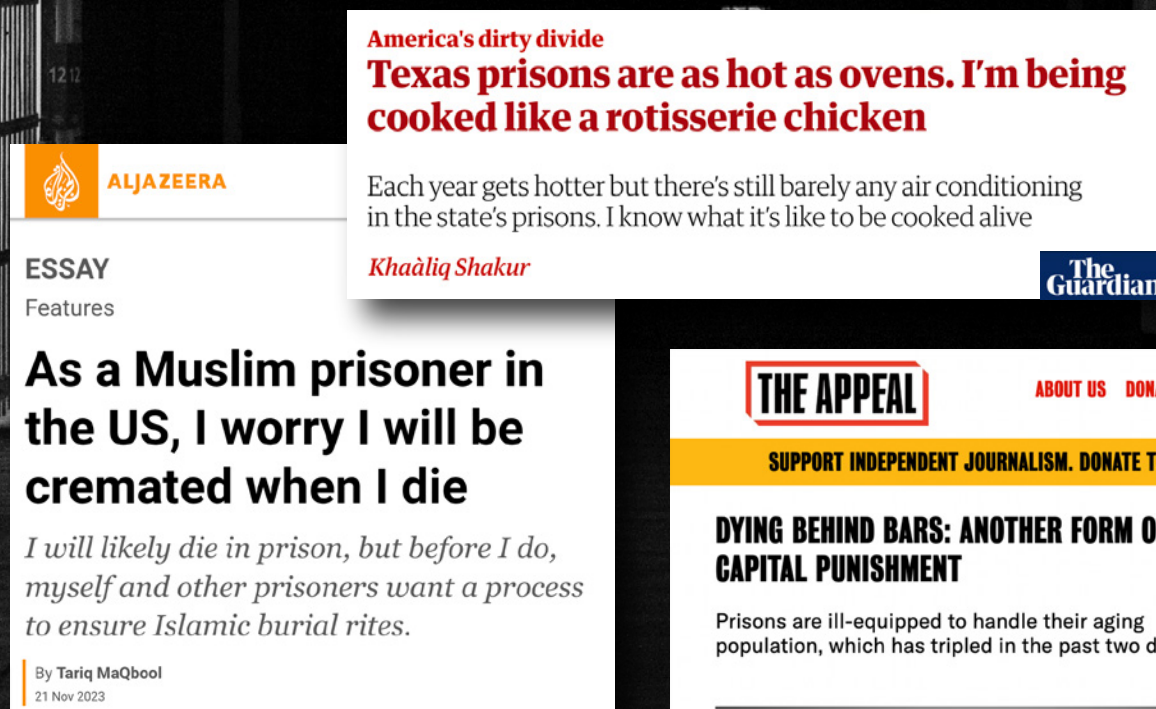 1212
America's dirty divide
Texas prisons are as hot as ovens. I'm being
cooked like a rotisserie chicken
Each year gets hotter but there's still barely any air conditioning
in the state's prisons. I know what it's like to be cooked alive
Khaàliq Shakur
The
Guardian
ALJAZEERA
ESSAY
Features
As a Muslim prisoner in
the US, I worry I will be
cremated when I die
I will likely die in prison, but before I do,
myself and other prisoners want a process
to ensure Islamic burial rites.
By Tariq MaQbool
21 Nov 2023
THE APPEAL
ABOUT US
SUPPORT INDEPENDENT JOURNALISM. DONATE
DYING BEHIND BARS: ANOTHER FORM
CAPITAL PUNISHMENT
Prisons are ill-equipped to handle their aging
population, which has tripled in the past two